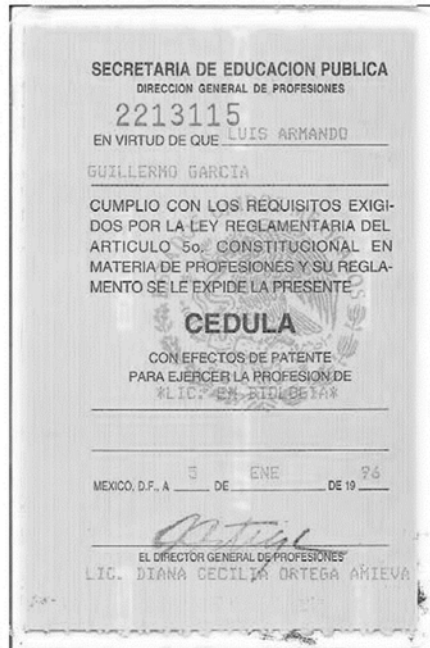 SECRETARIA DE EDUCACION PUBLICA
DIRECCION GENERAL DE PROFESIONES
2213115
EN VIRTUD DE QUE LUIS ARMANDO
GUILLERMO GARCIA
CUMPLIO CON LOS REQUISITOS EXIGI-
DOS POR LA LEY REGLAMENTARIA DEL
ARTICULO 5o. CONSTITUCIONAL EN
MATERIA DE PROFESIONES Y SU REGLA-
MENTO SE LE EXPIDE LA PRESENTE
CEDULA
CON EFECTOS DE PATENTE
PARA EJERCER LA PROFESION DE
*LIC. EN BIOLOGIA*
MEXICO, D.F., A 5 DE ENE DE 19 96
EL DIRECTOR GENERAL DE PROFESIONES
LIC. DIANA CECILIA ORTEGA AMIEVA